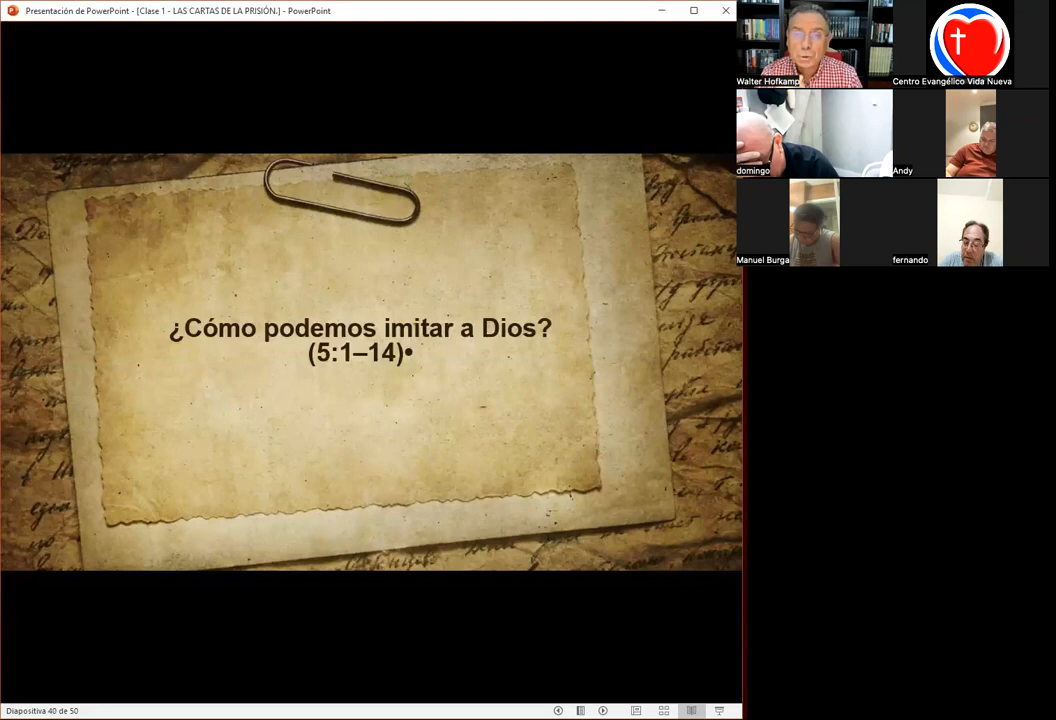 Presentación de PowerPoint - [Clase 1 - LAS CARTAS DE LA PRISIÓN.] - PowerPoint
¿Cómo podemos imitar a Dios?
(5:1–14)•
Walter Hofkamp
Centro Evangélico Vida Nueva
domingo
Andy
Manuel Burga
fernando
Diapositiva 40 de 50